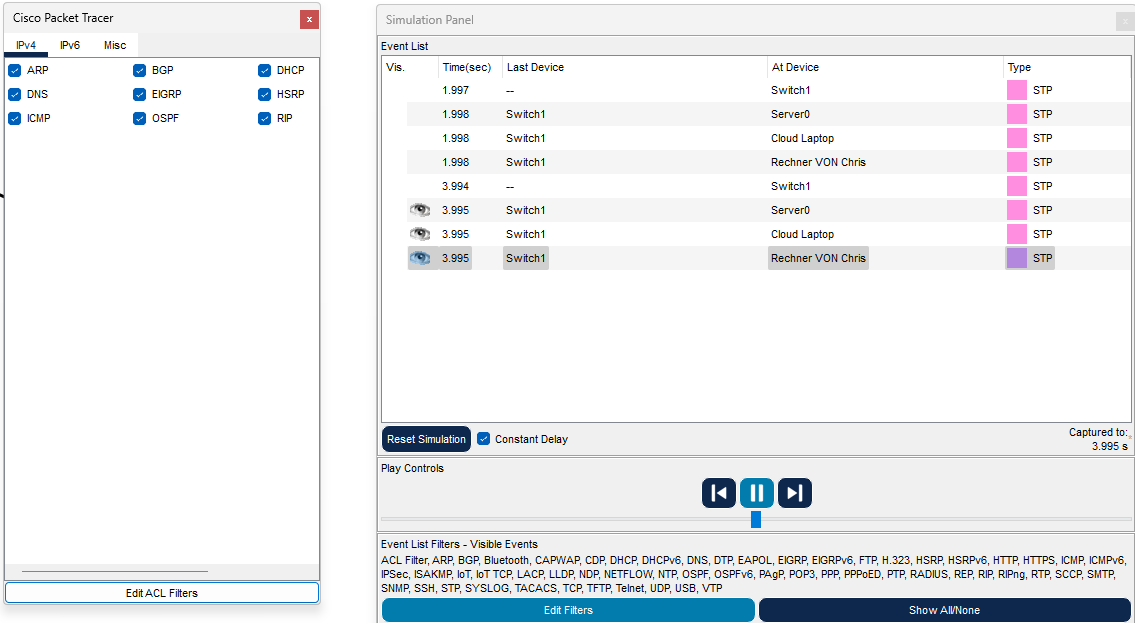 Cisco Packet Tracer
x
IPv4 IPv6 Misc
ARP BGP DHCP
DNS EIGRP HSRP
ICMP OSPF RIP
Edit ACL Filters
Simulation Panel
x
Event List
Vis. Time(sec) Last Device At Device Type
1.997 -- Switch1 STP
1.998 Switch1 Server0 STP
1.998 Switch1 Cloud Laptop STP
1.998 Switch1 Rechner VON Chris STP
3.994 -- Switch1 STP
3.995 Switch1 Server0 STP
3.995 Switch1 Cloud Laptop STP
3.995 Switch1 Rechner VON Chris STP
Reset Simulation Constant Delay Captured to:
3.995 s
Play Controls
Event List Filters - Visible Events
ACL Filter, ARP, BGP, Bluetooth, CAPWAP, CDP, DHCP, DHCPv6, DNS, DTP, EAPOL, EIGRP, EIGRPv6, FTP, H.323, HSRP, HSRPv6, HTTP, HTTPS, ICMP, ICMPv6,
IPSec, ISAKMP, IoT, IoT TCP, LACP, LLDP, NDP, NETFLOW, NTP, OSPF, OSPFv6, PAgP, POP3, PPP, PPPoED, PTP, RADIUS, REP, RIP, RIPng, RTP, SCCP, SMTP,
SNMP, SSH, STP, SYSLOG, TACACS, TCP, TFTP, Telnet, UDP, USB, VTP
Edit Filters Show All/None